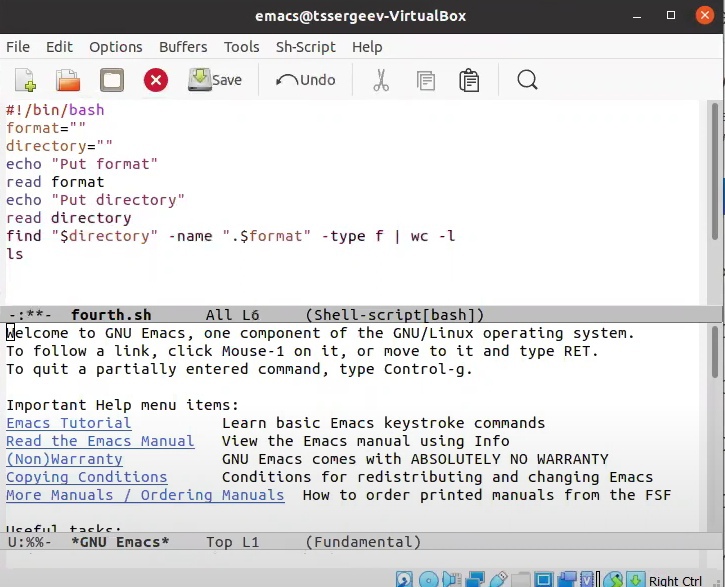 emacs@tssergeev-VirtualBox
File Edit Options Buffers Tools Sh-Script Help
Save Undo
#!/bin/bash
format=""
directory=""
echo "Put format"
read format
echo "Put directory"
read directory
find "$directory" -name ".$format" -type f | wc -l
ls
-:**- fourth.sh All L6 (Shell-script[bash])
Welcome to GNU Emacs, one component of the GNU/Linux operating system.
To follow a link, click Mouse-1 on it, or move to it and type RET.
To quit a partially entered command, type Control-g.
Important Help menu items:
Emacs Tutorial Learn basic Emacs keystroke commands
Read the Emacs Manual View the Emacs manual using Info
(Non)Warranty GNU Emacs comes with ABSOLUTELY NO WARRANTY
Copying Conditions Conditions for redistributing and changing Emacs
More Manuals / Ordering Manuals How to order printed manuals from the FSF
Useful tasks:
U:%%- *GNU Emacs* Top L1 (Fundamental)
Right Ctrl